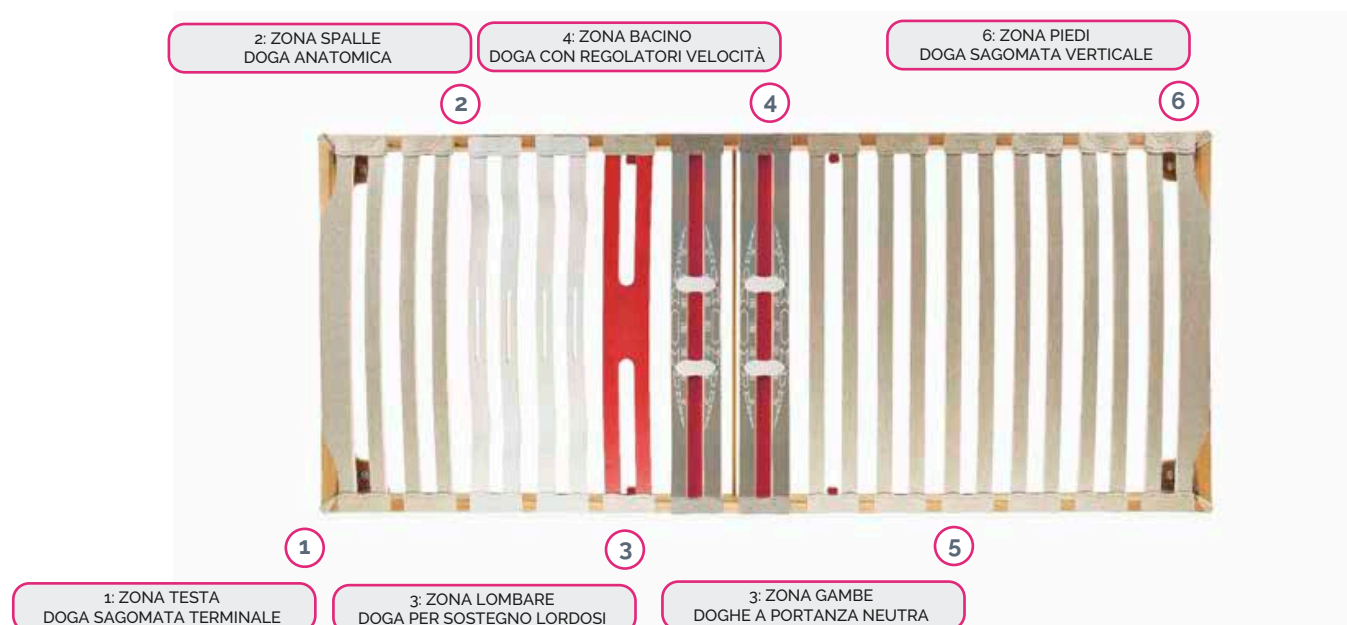 2: ZONA SPALLE
DOGA ANATOMICA
4: ZONA BACINO
DOGA CON REGOLATORI VELOCITÀ
6: ZONA PIEDI
DOGA SAGOMATA VERTICALE
2
4
6
1
3
5
1: ZONA TESTA
DOGA SAGOMATA TERMINALE
3: ZONA LOMBARE
DOGA PER SOSTEGNO LORDOSI
3: ZONA GAMBE
DOGHE A PORTANZA NEUTRA